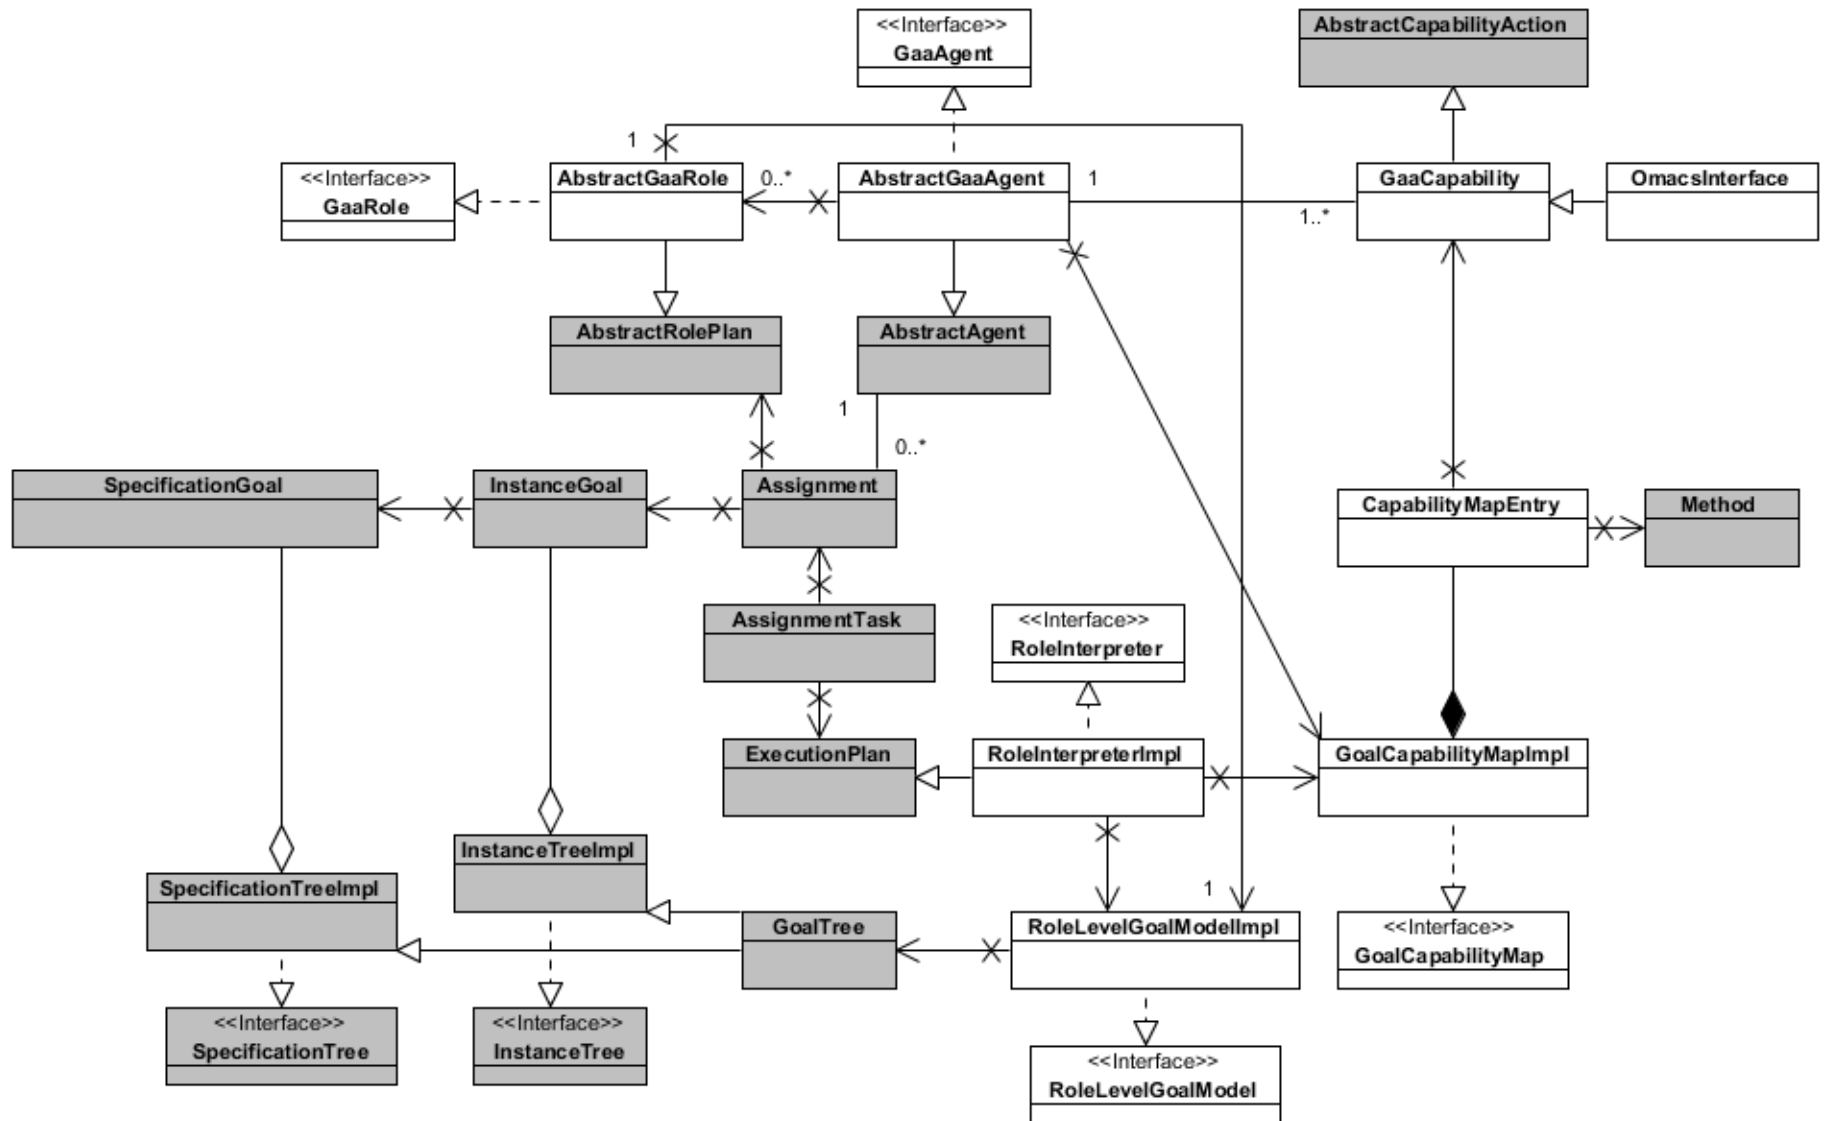 <<Interface>>
GaaAgent
AbstractCapabilityAction
1
<<Interface>>
GaaRole
AbstractGaaRole
0..*
AbstractGaaAgent
1
1..*
GaaCapability
OmacsInterface
AbstractRolePlan
AbstractAgent
1
0..*
SpecificationGoal
InstanceGoal
Assignment
CapabilityMapEntry
Method
AssignmentTask
<<Interface>>
RoleInterpreter
ExecutionPlan
RoleInterpreterImpl
GoalCapabilityMapImpl
InstanceTreeImpl
SpecificationTreeImpl
1
GoalTree
RoleLevelGoalModelImpl
<<Interface>>
GoalCapabilityMap
<<Interface>>
SpecificationTree
<<Interface>>
InstanceTree
<<Interface>>
RoleLevelGoalModel